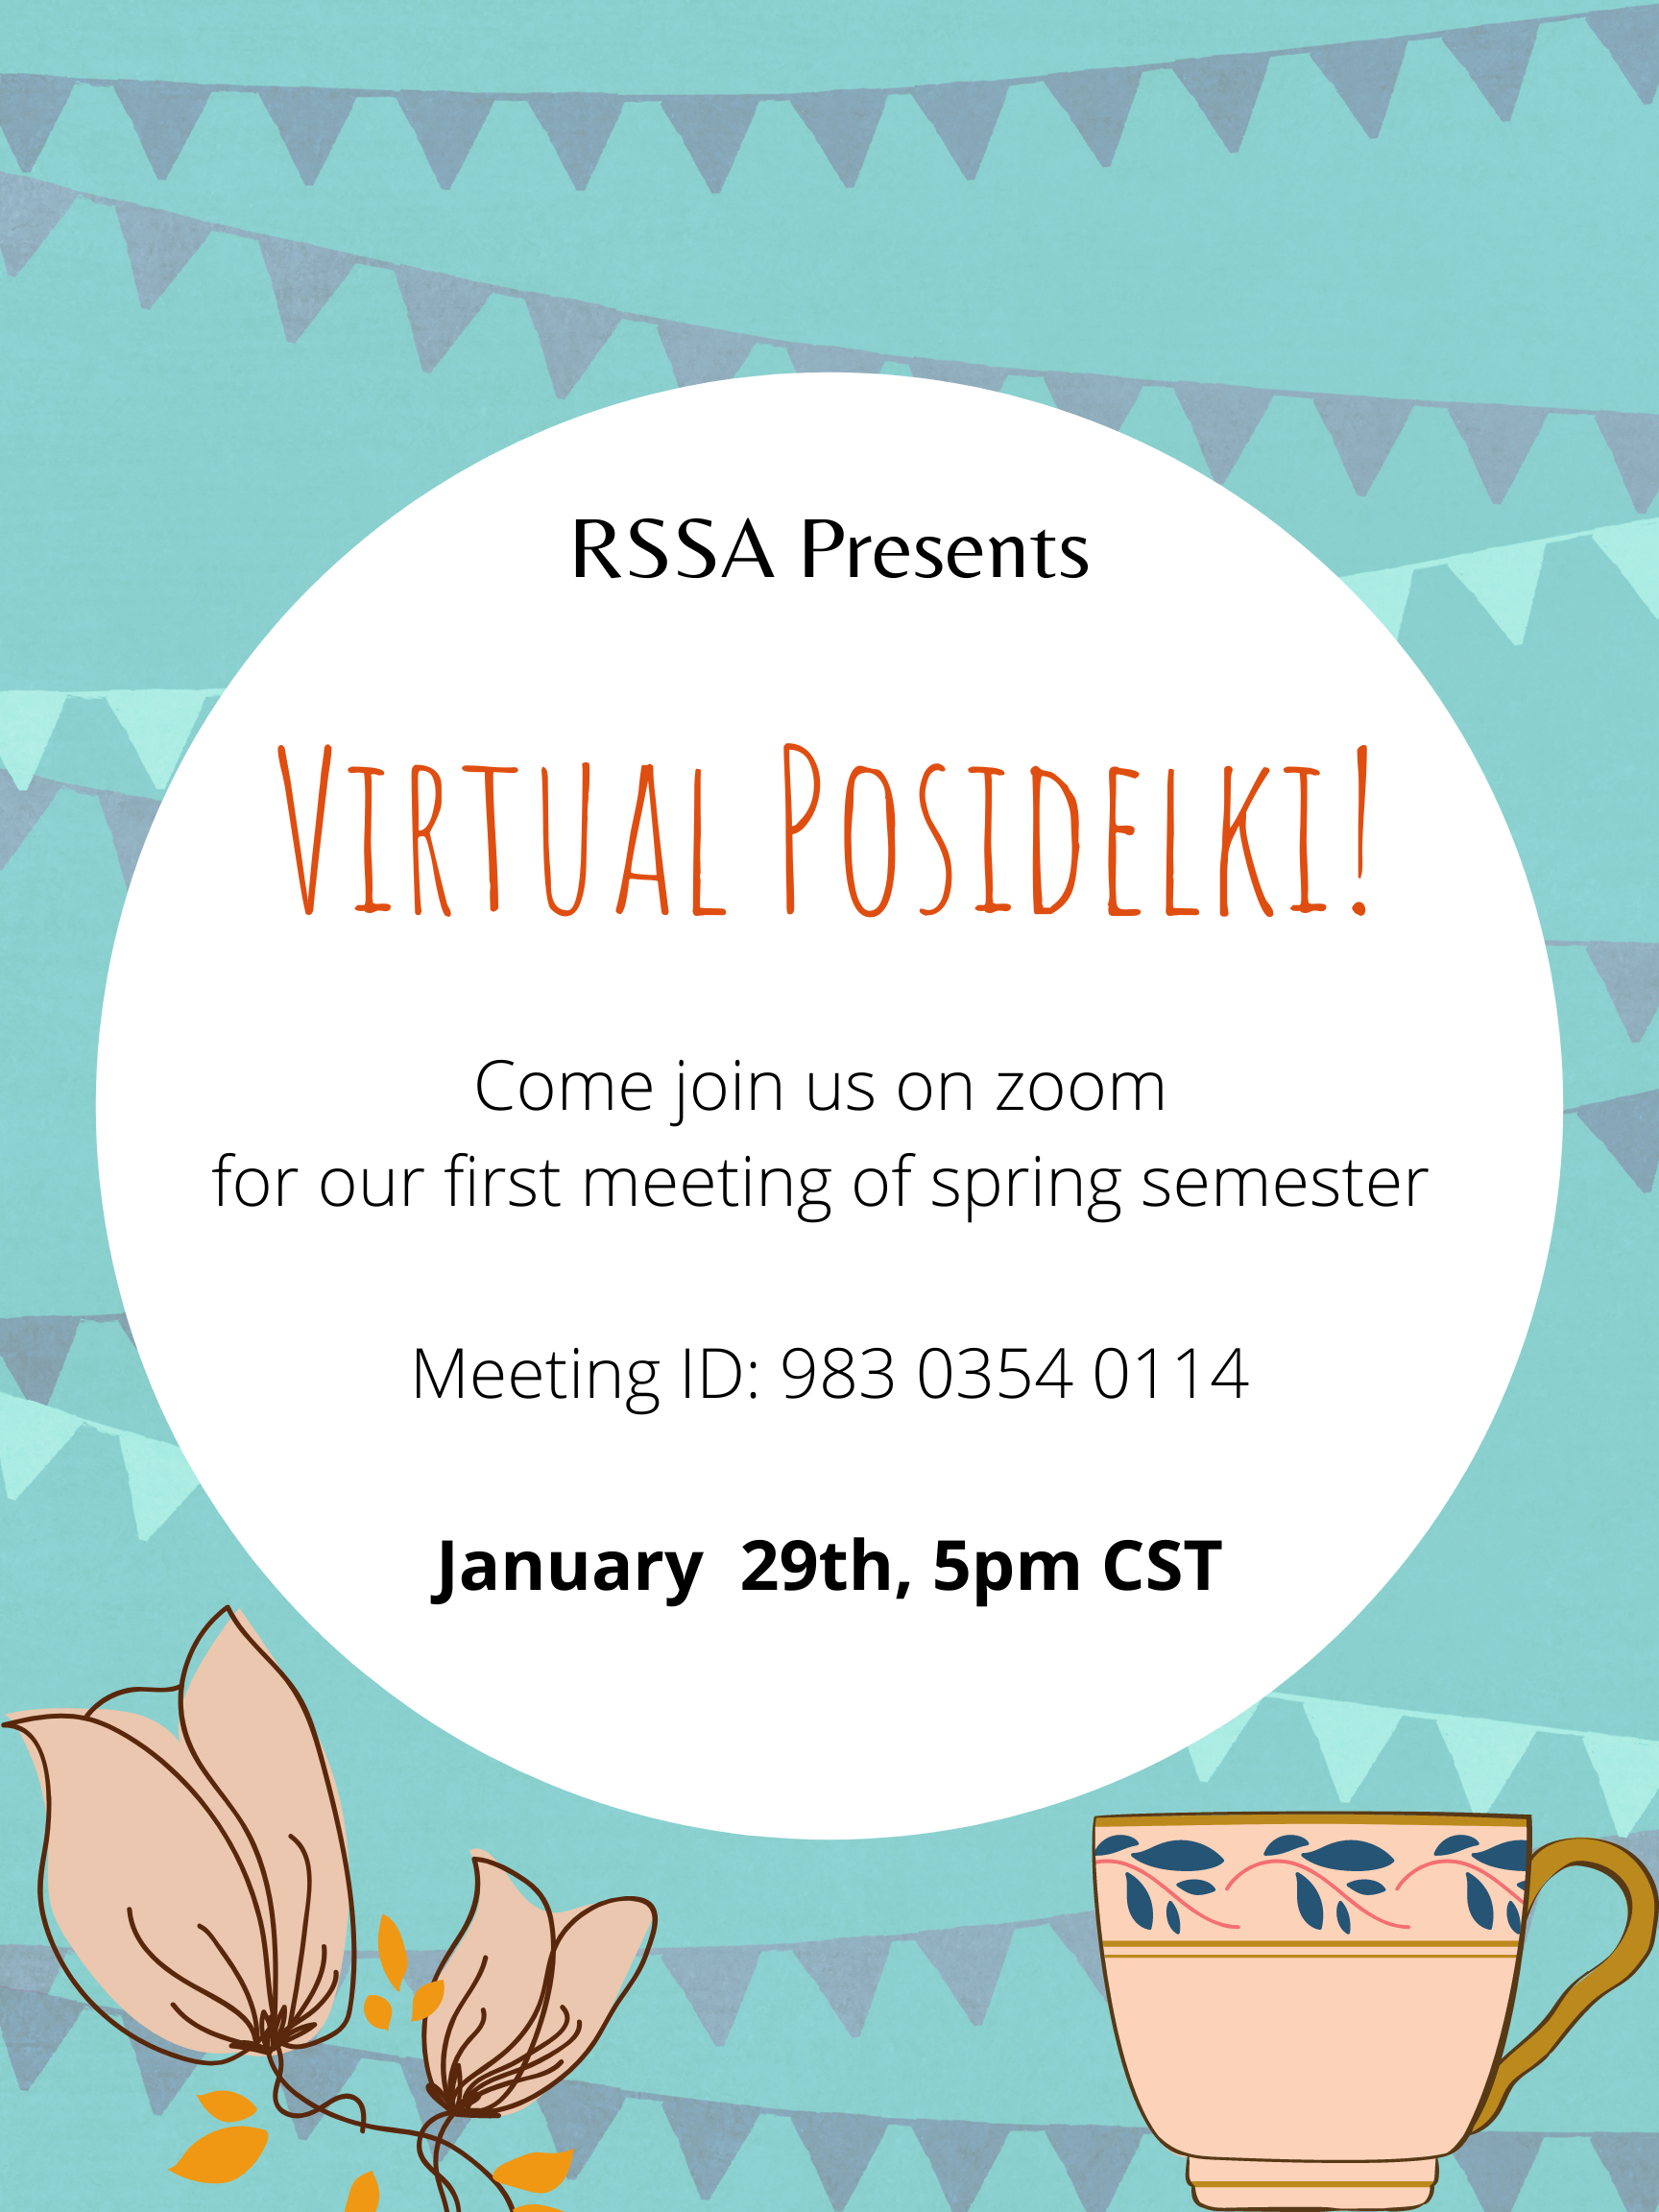 RSSA Presents
Virtual Posidelki!
Come join us on zoom
for our first meeting of spring semester
Meeting ID: 983 0354 0114
January 29th, 5pm CST